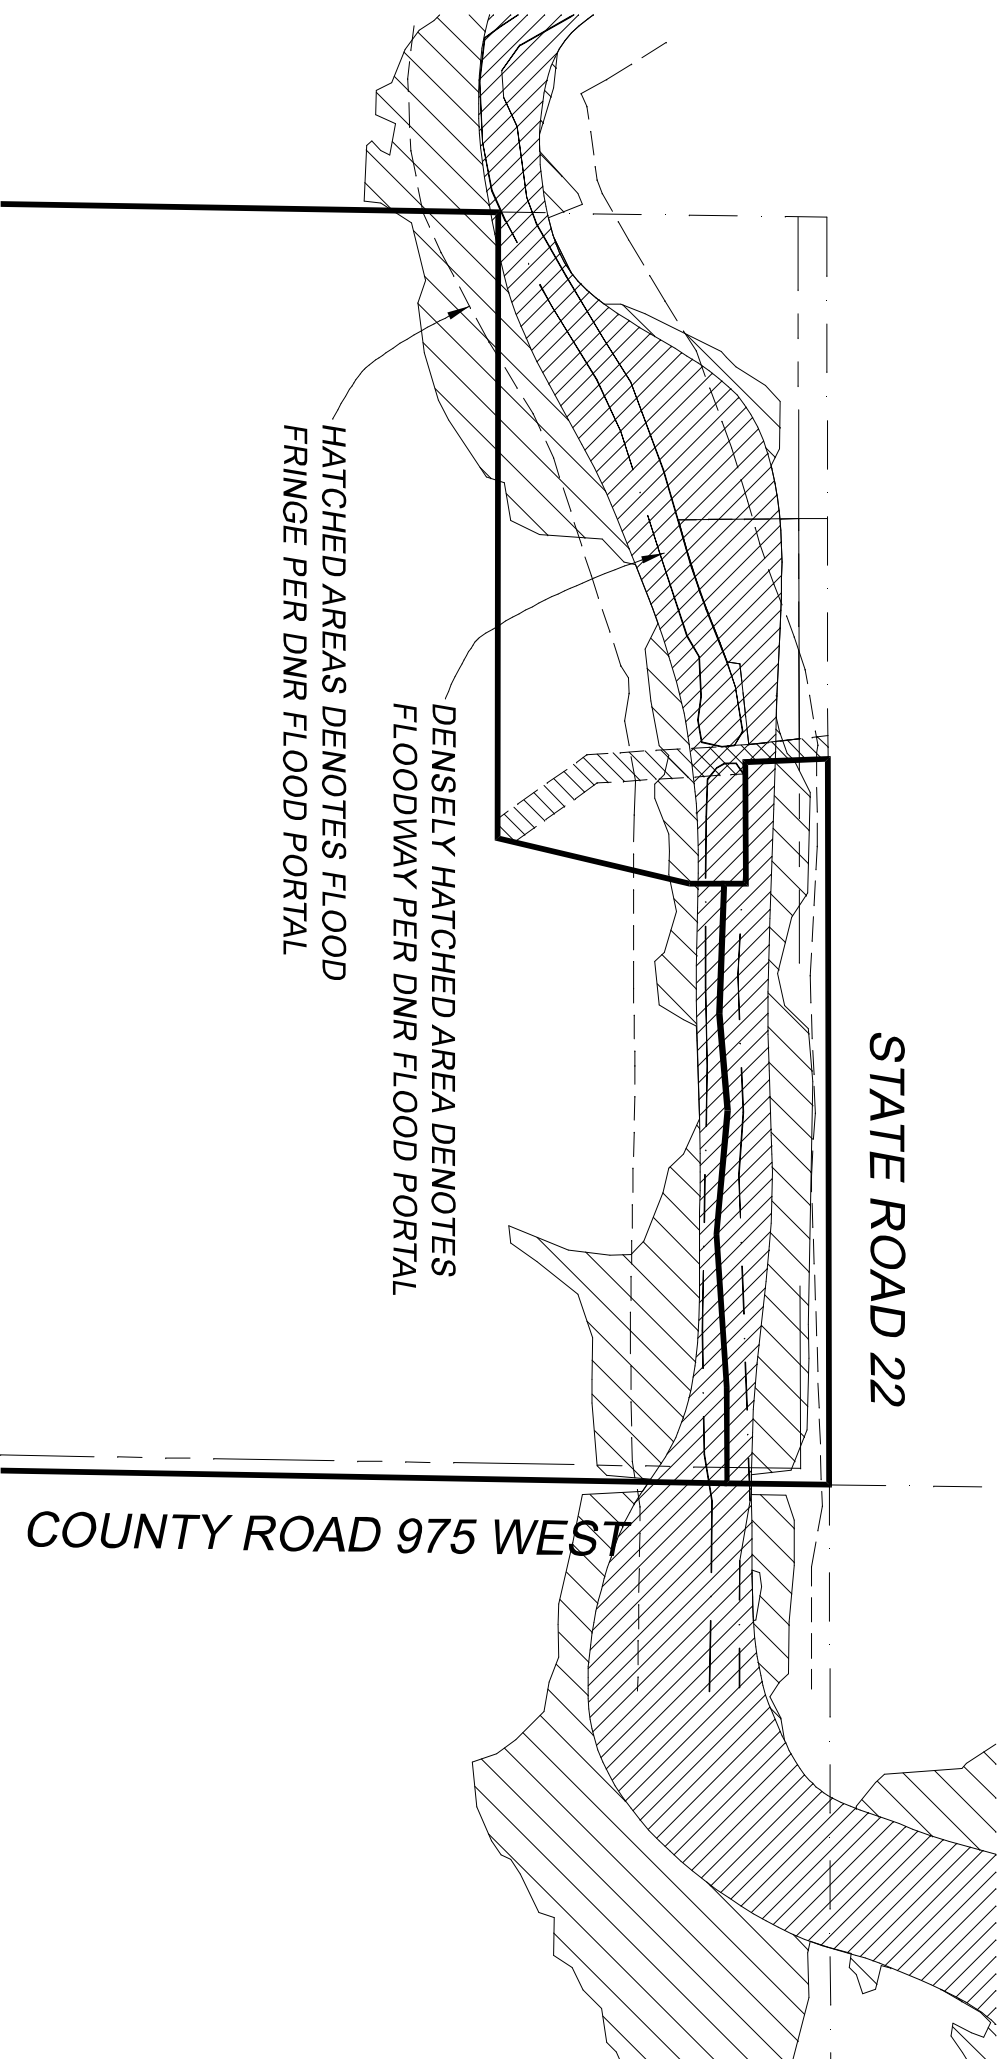 STATE ROAD 22
HATCHED AREAS DENOTES FLOOD
FRINGE PER DNR FLOOD PORTAL
DENSELY HATCHED AREA DENOTES
FLOODWAY PER DNR FLOOD PORTAL
COUNTY ROAD 975 WEST